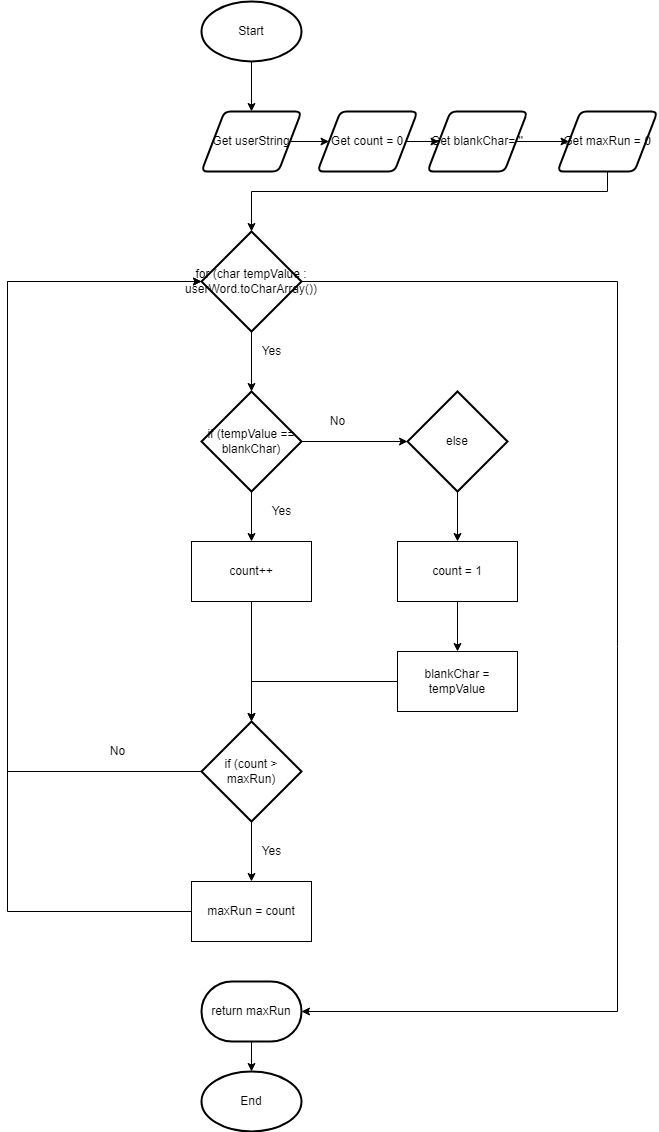 Start
Get userString
Get count = 0
Get blankChar=''
Get maxRun = 0
for (char tempValue :
userWord.toCharArray())
Yes
if (tempValue ==
blankChar)
No
else
Yes
count++
count = 1
blankChar =
tempValue
No
if (count >
maxRun)
Yes
maxRun = count
return maxRun
End